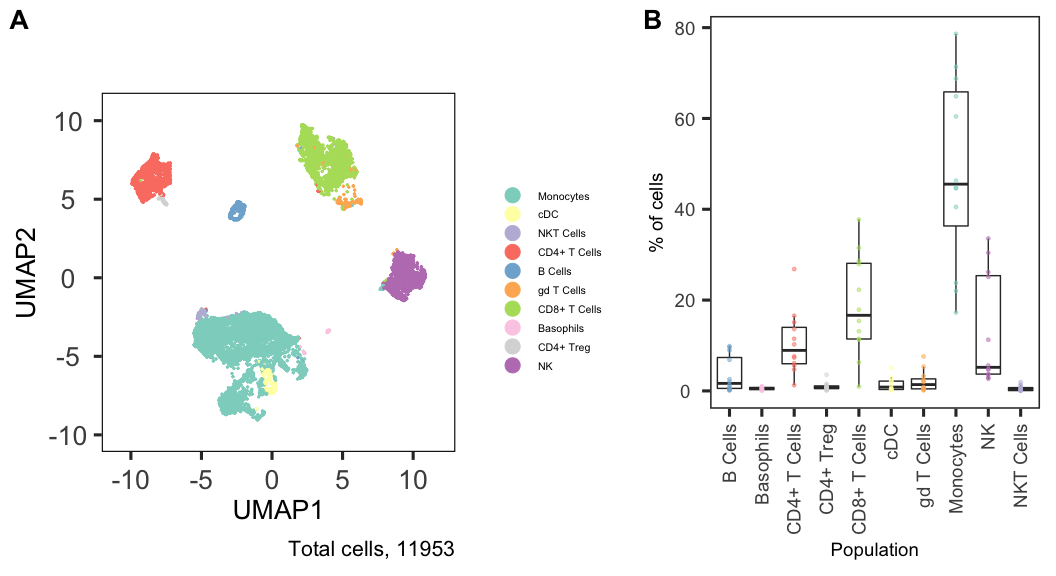 A
10
5
0
-5
-10
UMAP2
-10 -5 0 5 10
UMAP1
Total cells, 11953
Monocytes
cDC
NKT Cells
CD4+ T Cells
B Cells
gd T Cells
CD8+ T Cells
Basophils
CD4+ Treg
NK
B
80
60
40
20
0
% of cells
B Cells
Basophils
CD4+ T Cells
CD4+ Treg
CD8+ T Cells
cDC
gd T Cells
Monocytes
NK
NKT Cells
Population